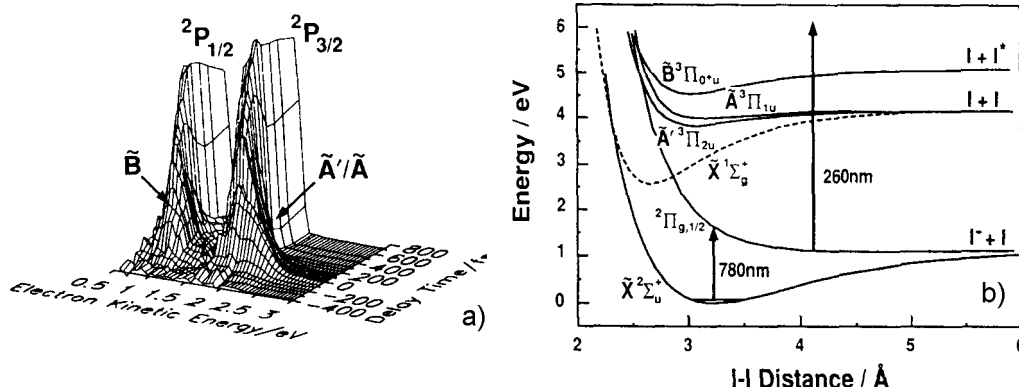 ²P₁/₂
²P₃/₂
B̃
Ã'/Ã
0.5 1 1.5 2 2.5 3
Electron Kinetic Energy/eV
-400 -200 0 200 400 600 800
Delay Time/
a)
Energy / eV
6
5
4
3
2
1
0
B̃ ³Π₀⁺ᵤ
I + I*
Ã ³Π₁ᵤ
I + I
Ã' ³Π₂ᵤ
X̃ ¹Σg⁺
260nm
²Πg,1/2
I⁻ + I
X̃ ²Σᵤ⁺
780nm
b)
2 3 4 5 6
I-I Distance / Å